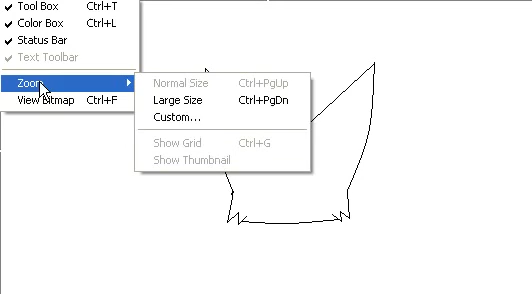 Tool Box Ctrl+T
Color Box Ctrl+L
Status Bar
Text Toolbar
Zoom
View Bitmap Ctrl+F
Normal Size Ctrl+PgUp
Large Size Ctrl+PgDn
Custom...
Show Grid Ctrl+G
Show Thumbnail